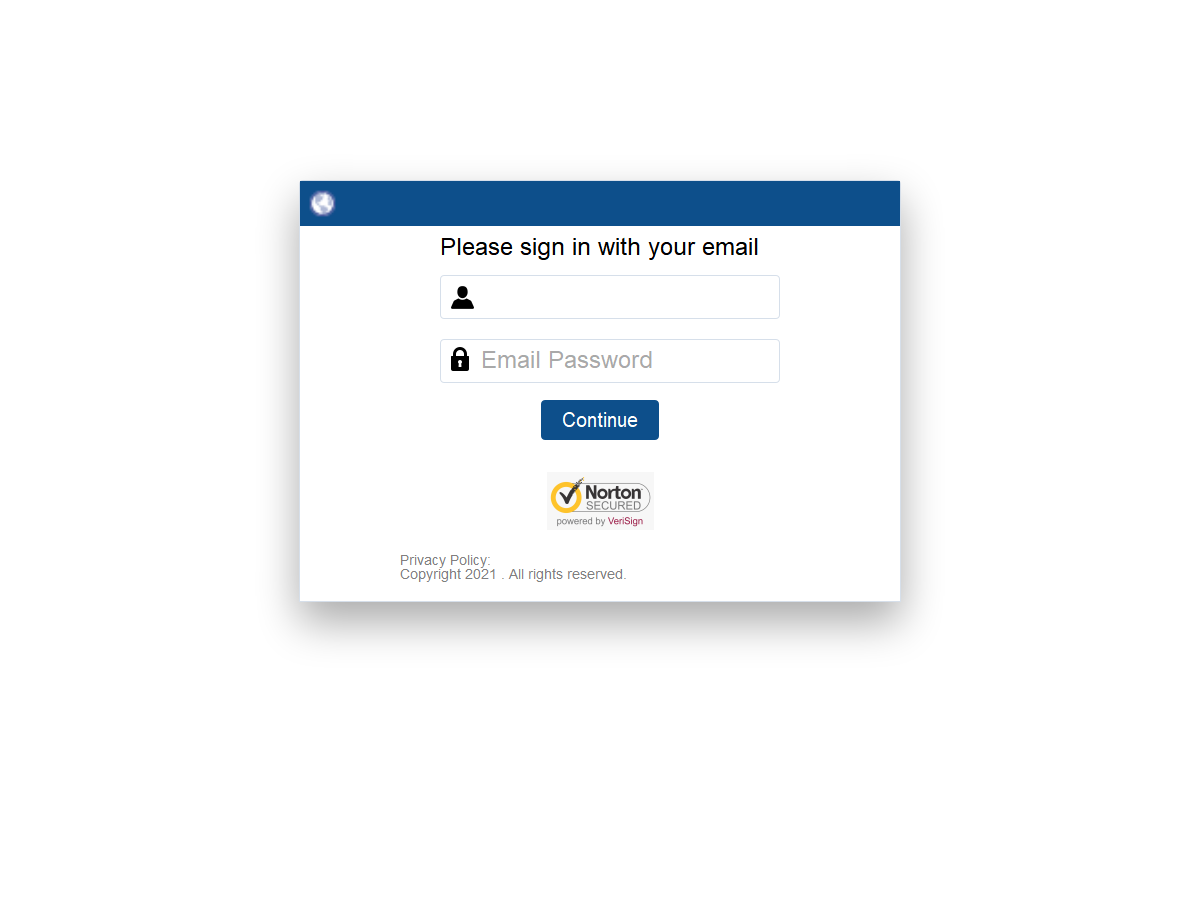 Please sign in with your email
Email Password
Continue
Norton
SECURED
powered by VeriSign
Privacy Policy:
Copyright 2021 . All rights reserved.